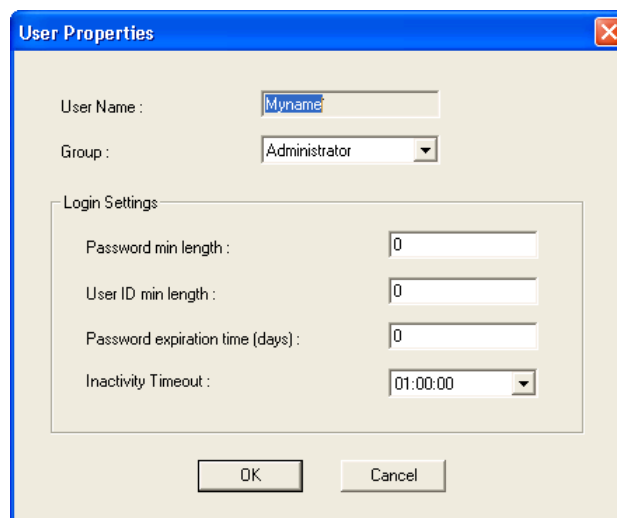 User Properties
User Name : Myname
Group : Administrator
Login Settings
Password min length : 0
User ID min length : 0
Password expiration time (days) : 0
Inactivity Timeout : 01:00:00
OK Cancel